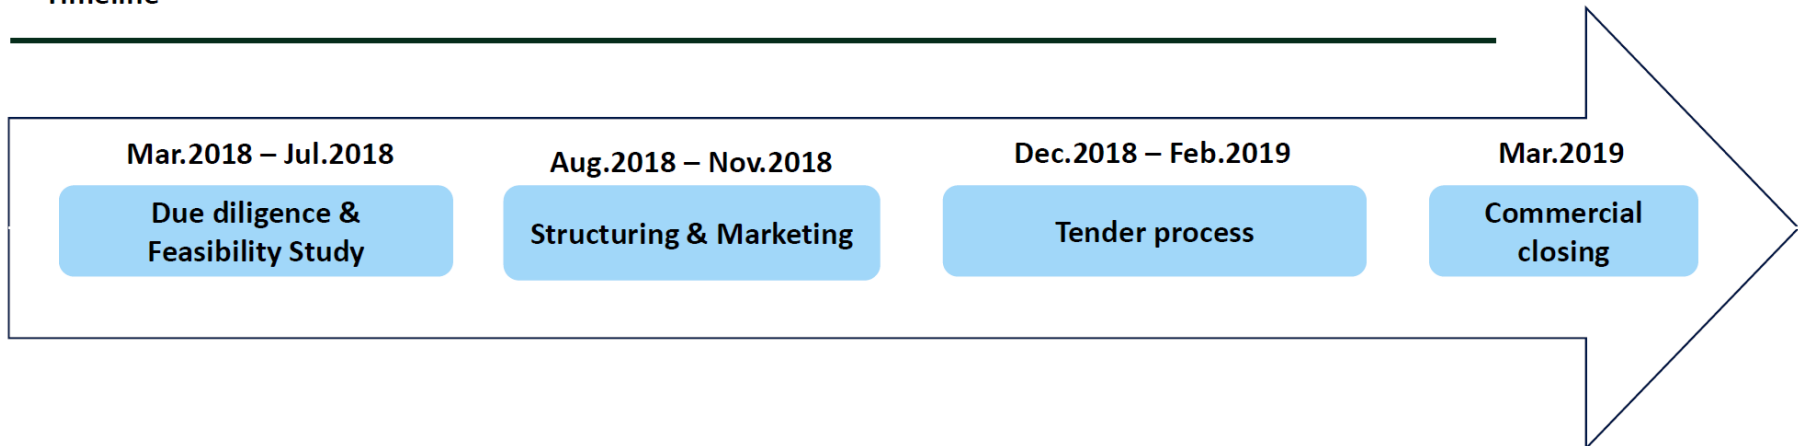 Timeline
Mar.2018 – Jul.2018
Due diligence &
Feasibility Study
Aug.2018 – Nov.2018
Structuring & Marketing
Dec.2018 – Feb.2019
Tender process
Mar.2019
Commercial
closing